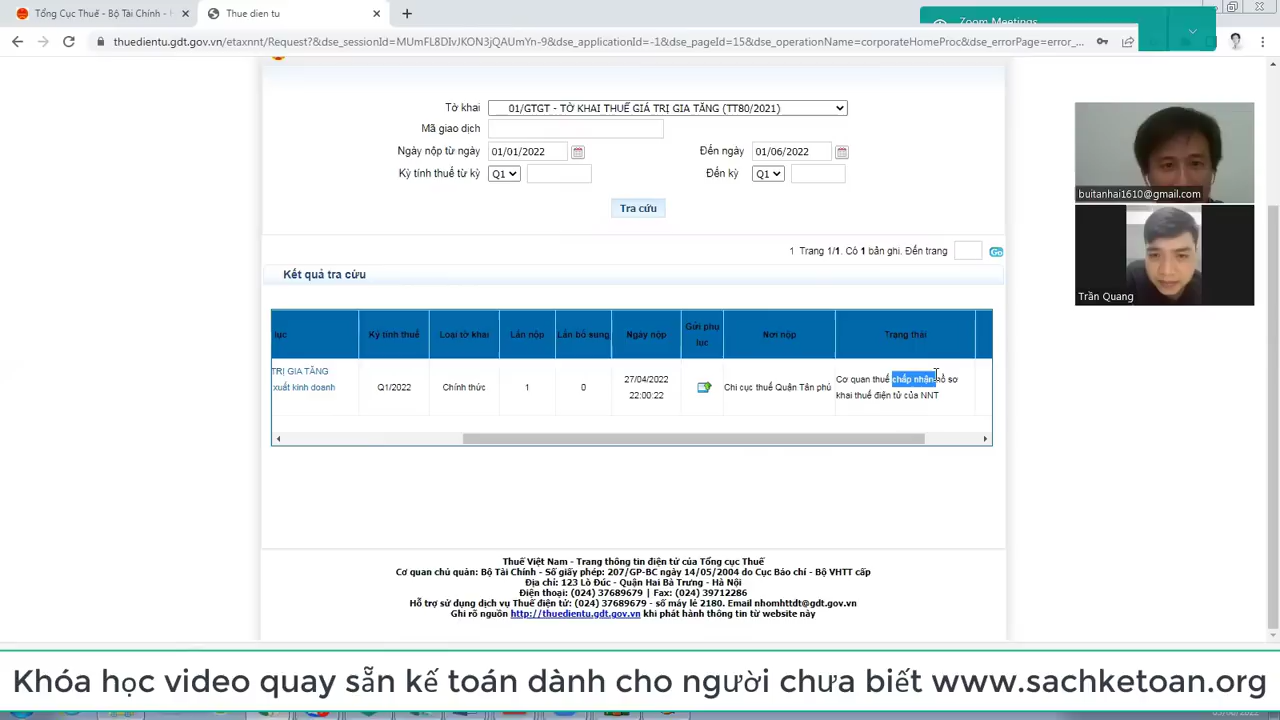 Tổng Cục Thuế - Bộ Tài Chính -
Thue dien tu
Zoom Meetings
thuedientu.gdt.gov.vn/etaxnnt/Request?&dse_sessionId=
&dse_applicationId=-1&dse_pageId=15&dse_operationName=corporateHomeProc&dse_errorPage=error_...
Tờ khai
01/GTGT - TỜ KHAI THUẾ GIÁ TRỊ GIA TĂNG (TT80/2021)
Mã giao dịch
Ngày nộp từ ngày 01/01/2022 Đến ngày 01/06/2022
Kỳ tính thuế từ kỳ Q1 Đến kỳ Q1
Tra cứu
1 Trang 1/1. Có 1 bản ghi. Đến trang Go
Kết quả tra cứu
lục Kỳ tính thuế Loại tờ khai Lần nộp Lần bổ sung Ngày nộp Gửi phụ lục Nơi nộp Trạng thái
TRỊ GIA TĂNG
xuất kinh doanh
Q1/2022 Chính thức 1 0
27/04/2022
22:00:22
Chi cục thuế Quận Tân phú
Cơ quan thuế chấp nhận hồ sơ
khai thuế điện tử của NNT
buitanhai1610@gmail.com
Trần Quang
Thuế Việt Nam - Trang thông tin điện tử của Tổng cục Thuế
Cơ quan chủ quản: Bộ Tài Chính - Số giấy phép: 207/GP-BC ngày 14/05/2004 do Cục Báo chí - Bộ VHTT cấp
Địa chỉ: 123 Lò Đúc - Quận Hai Bà Trưng - Hà Nội
Điện thoại: (024) 37689679 | Fax: (024) 39712286
Hỗ trợ sử dụng dịch vụ Thuế điện tử: (024) 37689679 - số máy lẻ 2180. Email nhomhttdt@gdt.gov.vn
Ghi rõ nguồn http://thuedientu.gdt.gov.vn khi phát hành thông tin từ website này
Khóa học video quay sẵn kế toán dành cho người chưa biết www.sachketoan.org